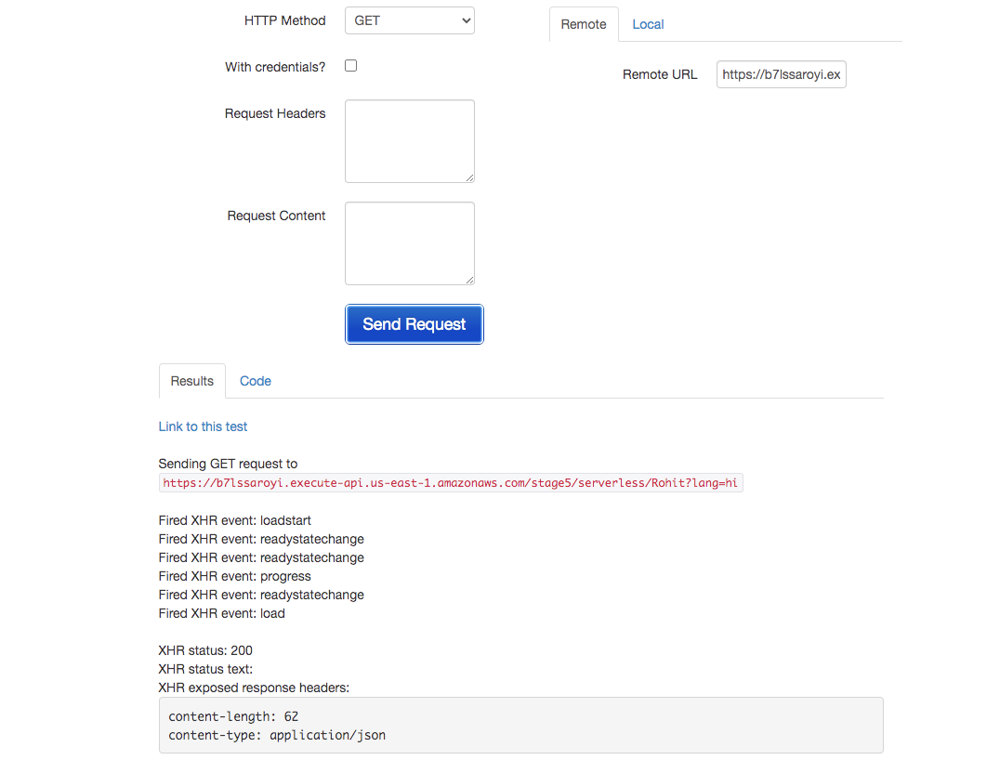 HTTP Method
GET
Remote
Local
With credentials?
Remote URL
https://b7lssaroyi.ex
Request Headers
Request Content
Send Request
Results
Code
Link to this test
Sending GET request to
https://b7lssaroyi.execute-api.us-east-1.amazonaws.com/stage5/serverless/Rohit?lang=hi
Fired XHR event: loadstart
Fired XHR event: readystatechange
Fired XHR event: readystatechange
Fired XHR event: progress
Fired XHR event: readystatechange
Fired XHR event: load
XHR status: 200
XHR status text:
XHR exposed response headers:
content-length: 62
content-type: application/json